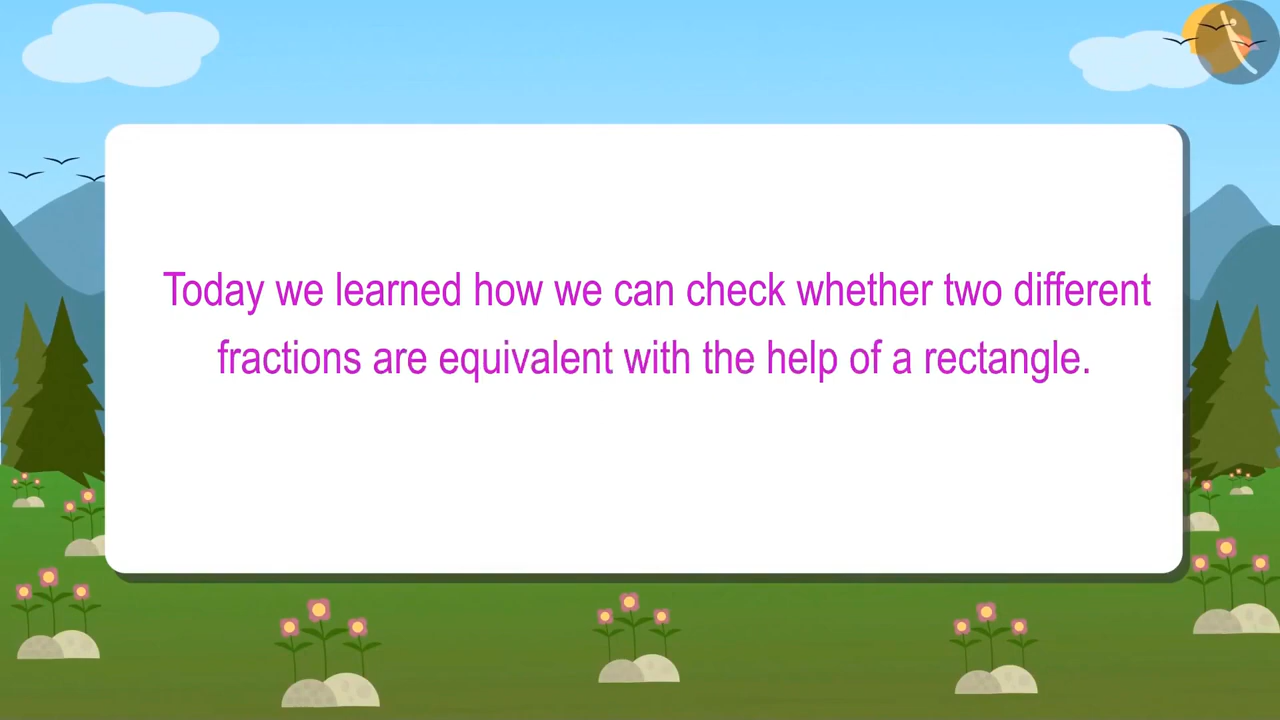 Today we learned how we can check whether two different
fractions are equivalent with the help of a rectangle.